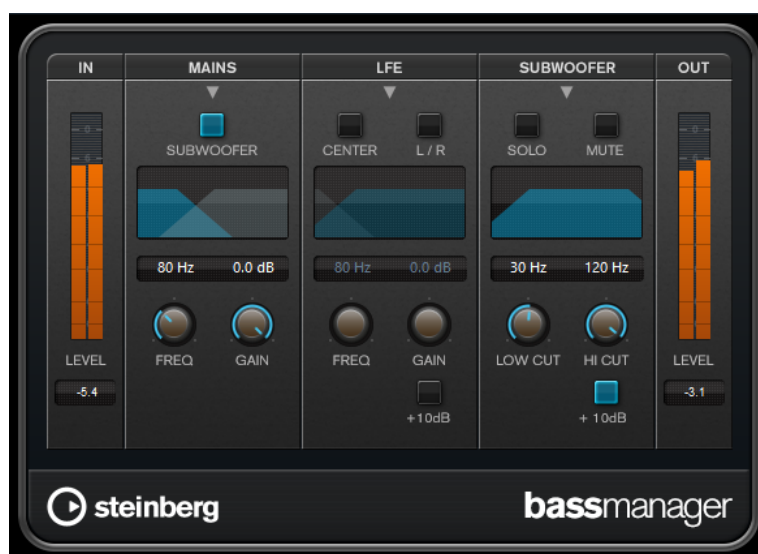 IN MAINS LFE SUBWOOFER OUT
SUBWOOFER CENTER L / R SOLO MUTE
80 Hz 0.0 dB 80 Hz 0.0 dB 30 Hz 120 Hz
LEVEL FREQ GAIN FREQ GAIN LOW CUT HI CUT LEVEL
-5.4 -3.1
+10dB + 10dB
steinberg bassmanager